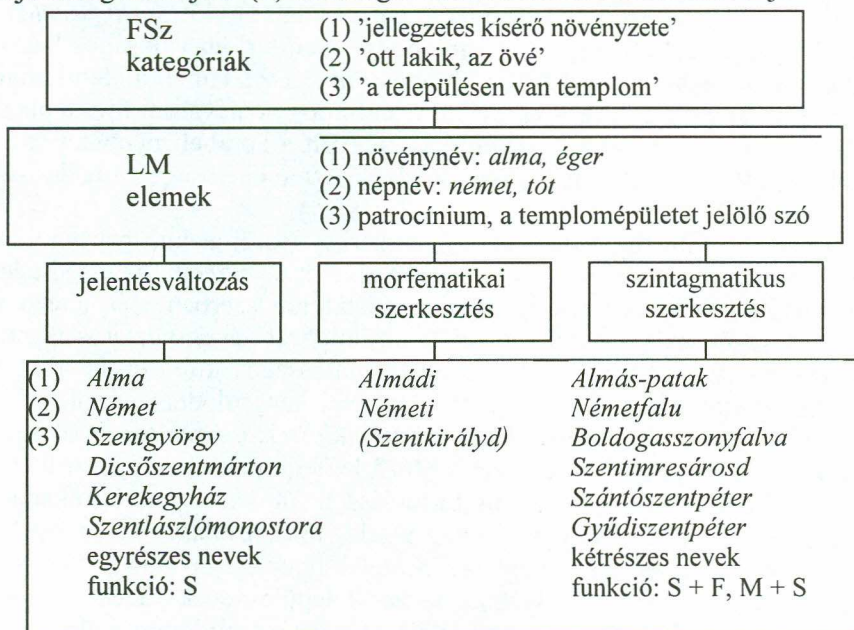 FSz kategóriák
(1) 'jellegzetes kísérő növényzete'
(2) 'ott lakik, az övé'
(3) 'a településen van templom'
LM elemek
(1) növénynév: alma, éger
(2) népnév: német, tót
(3) patrocínium, a templomépületet jelölő szó
jelentésváltozás
morfematikai szerkesztés
szintagmatikus szerkesztés
(1) Alma Almádi Almás-patak
(2) Német Németi Németfalu
(3) Szentgyörgy (Szentkirályd) Boldogasszonyfalva
Dicsőszentmárton Szentimresárosd
Kerekegyház Szántószentpéter
Szentlászlómonostora Gyűdiszentpéter
egyrészes nevek kétrészes nevek
funkció: S funkció: S + F, M + S